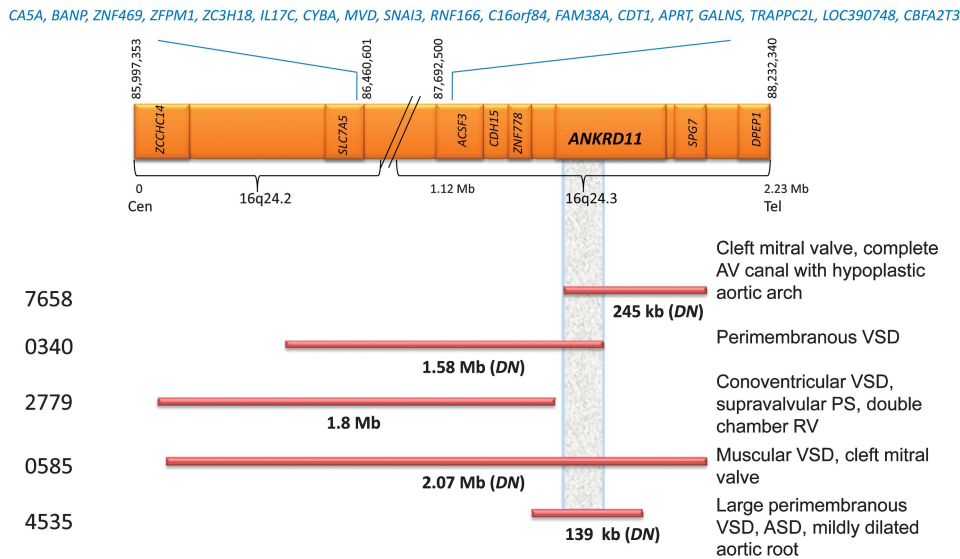 CA5A, BANP, ZNF469, ZFPM1, ZC3H18, IL17C, CYBA, MVD, SNAI3, RNF166, C16orf84, FAM38A, CDT1, APRT, GALNS, TRAPPC2L, LOC390748, CBFA2T3
85,997,353
86,460,601
87,692,500
88,232,340
ZCCHC14
SLC7A5
ACSF3
CDH15
ZNF778
ANKRD11
SPG7
DPEP1
0
1.12 Mb
2.23 Mb
Cen
16q24.2
16q24.3
Tel
7658
245 kb (DN)
Cleft mitral valve, complete
AV canal with hypoplastic
aortic arch
0340
1.58 Mb (DN)
Perimembranous VSD
2779
1.8 Mb
Conoventricular VSD,
supravalvular PS, double
chamber RV
0585
2.07 Mb (DN)
Muscular VSD, cleft mitral
valve
4535
139 kb (DN)
Large perimembranous
VSD, ASD, mildly dilated
aortic root